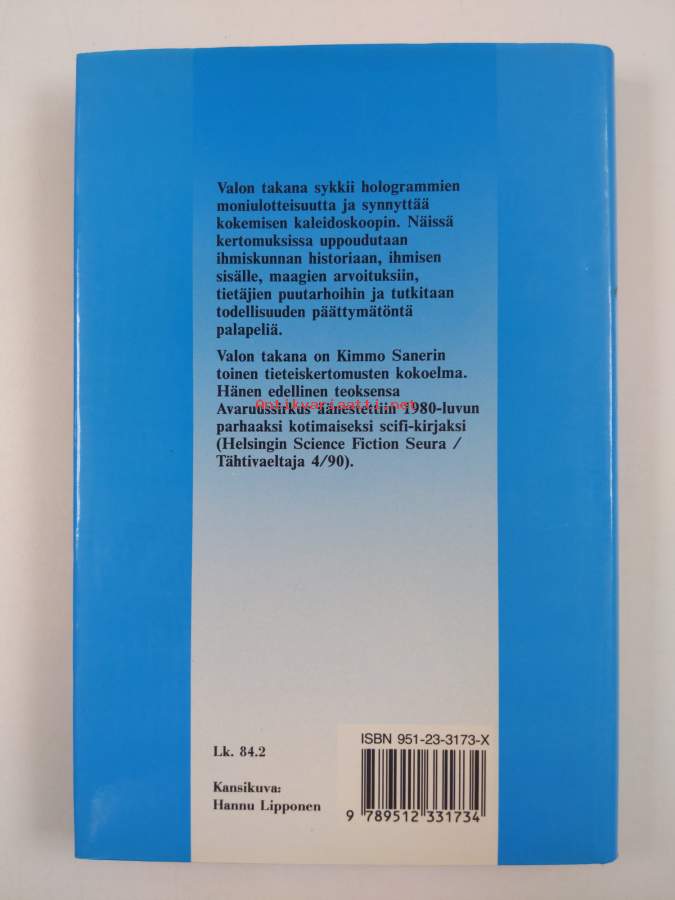 Valon takana sykkii hologrammien
moniulotteisuutta ja synnyttää
kokemisen kaleidoskoopin. Näissä
kertomuksissa uppoudutaan
ihmiskunnan historiaan, ihmisen
sisälle, maagien arvoituksiin,
tietäjien puutarhoihin ja tutkitaan
todellisuuden päättymätöntä
palapeliä.
Valon takana on Kimmo Sanerin
toinen tieteiskertomusten kokoelma.
Hänen edellinen teoksensa
Antikvariaatti.net
Avaruussirkus äänestettiin 1980-luvun
parhaaksi kotimaiseksi scifi-kirjaksi
(Helsingin Science Fiction Seura /
Tähtivaeltaja 4/90).
Lk. 84.2
Kansikuva:
Hannu Lipponen
ISBN 951-23-3173-X
9 789512 331734